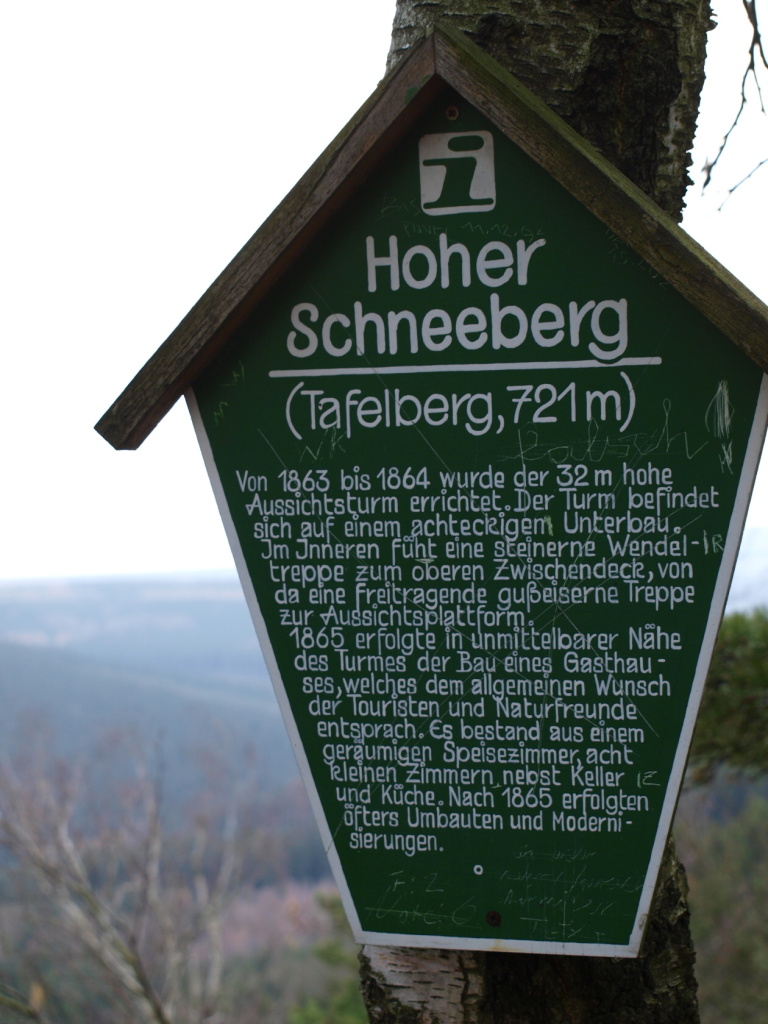 i
Hoher
Schneeberg
(Tafelberg, 721m)
Von 1863 bis 1864 wurde der 32 m hohe
Aussichtsturm errichtet. Der Turm befindet
sich auf einem achteckigem Unterbau.
Jm Jnneren füht eine steinerne Wendel-
treppe zum oberen Zwischendeck, von
da eine freitragende gußeiserne Treppe
zur Aussichtsplattform.
1865 erfolgte in unmittelbarer Nähe
des Turmes der Bau eines Gasthau-
ses, welches dem allgemeinen Wunsch
der Touristen und Naturfreunde
entsprach. Es bestand aus einem
geräumigen Speisezimmer, acht
kleinen Zimmern nebst Keller
und Küche. Nach 1865 erfolgten
öfters Umbauten und Moderni-
sierungen.